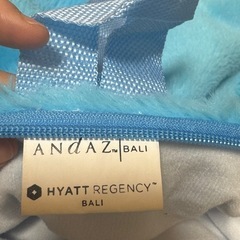 ANdAZ™ | BALI
HYATT REGENCY™
BALI